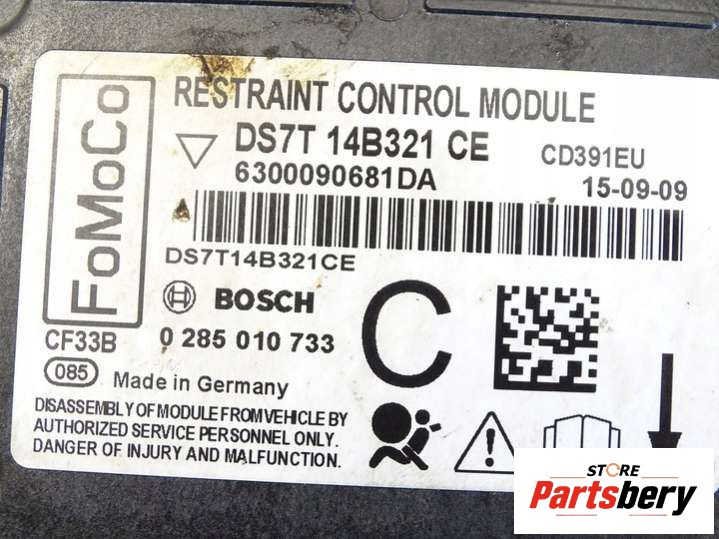 RESTRAINT CONTROL MODULE
FoMoCo
DS7T 14B321 CE
CD391EU
6300090681DA
15-09-09
DS7T14B321CE
BOSCH
C
CF33B
0 285 010 733
085
Made in Germany
DISASSEMBLY OF MODULE FROM VEHICLE BY
AUTHORIZED SERVICE PERSONNEL ONLY.
DANGER OF INJURY AND MALFUNCTION.
STORE
Partsbery